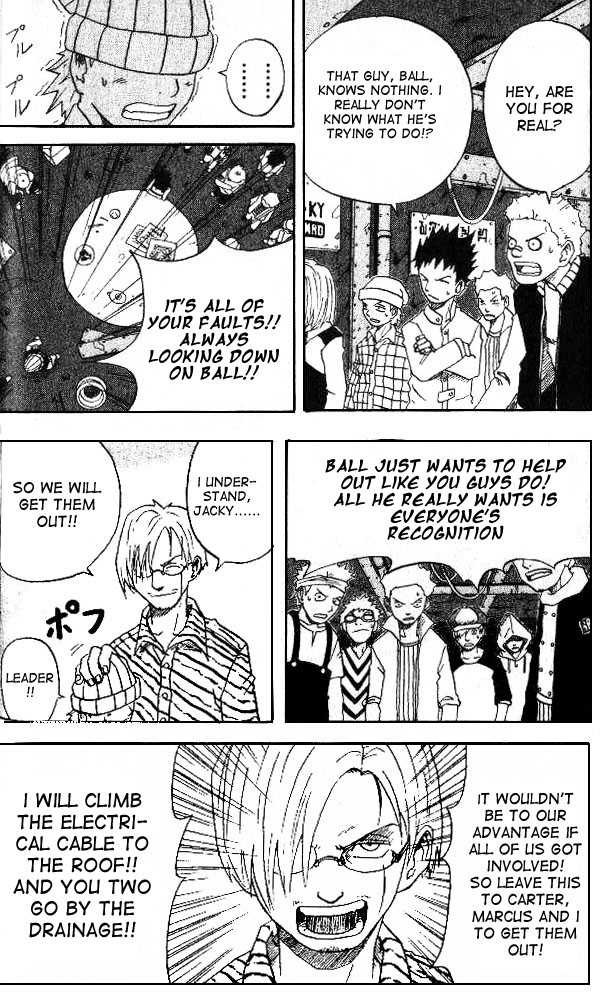 HEY, ARE
YOU FOR
REAL?
THAT GUY, BALL,
KNOWS NOTHING. I
REALLY DON'T
KNOW WHAT HE'S
TRYING TO DO!?
KY
プル
プル
IT'S ALL OF
YOUR FAULTS!!
ALWAYS
LOOKING DOWN
ON BALL!!
BALL JUST WANTS TO HELP
OUT LIKE YOU GUYS DO!
ALL HE REALLY WANTS IS
EVERYONE'S
RECOGNITION
I UNDER-
STAND,
JACKY......
SO WE WILL
GET THEM
OUT!!
ポフ
LEADER
!!
IT WOULDN'T
BE TO OUR
ADVANTAGE IF
ALL OF US GOT
INVOLVED!
SO LEAVE THIS
TO CARTER,
MARCUS AND I
TO GET THEM
OUT!
I WILL CLIMB
THE ELECTRI-
CAL CABLE TO
THE ROOF!!
AND YOU TWO
GO BY THE
DRAINAGE!!